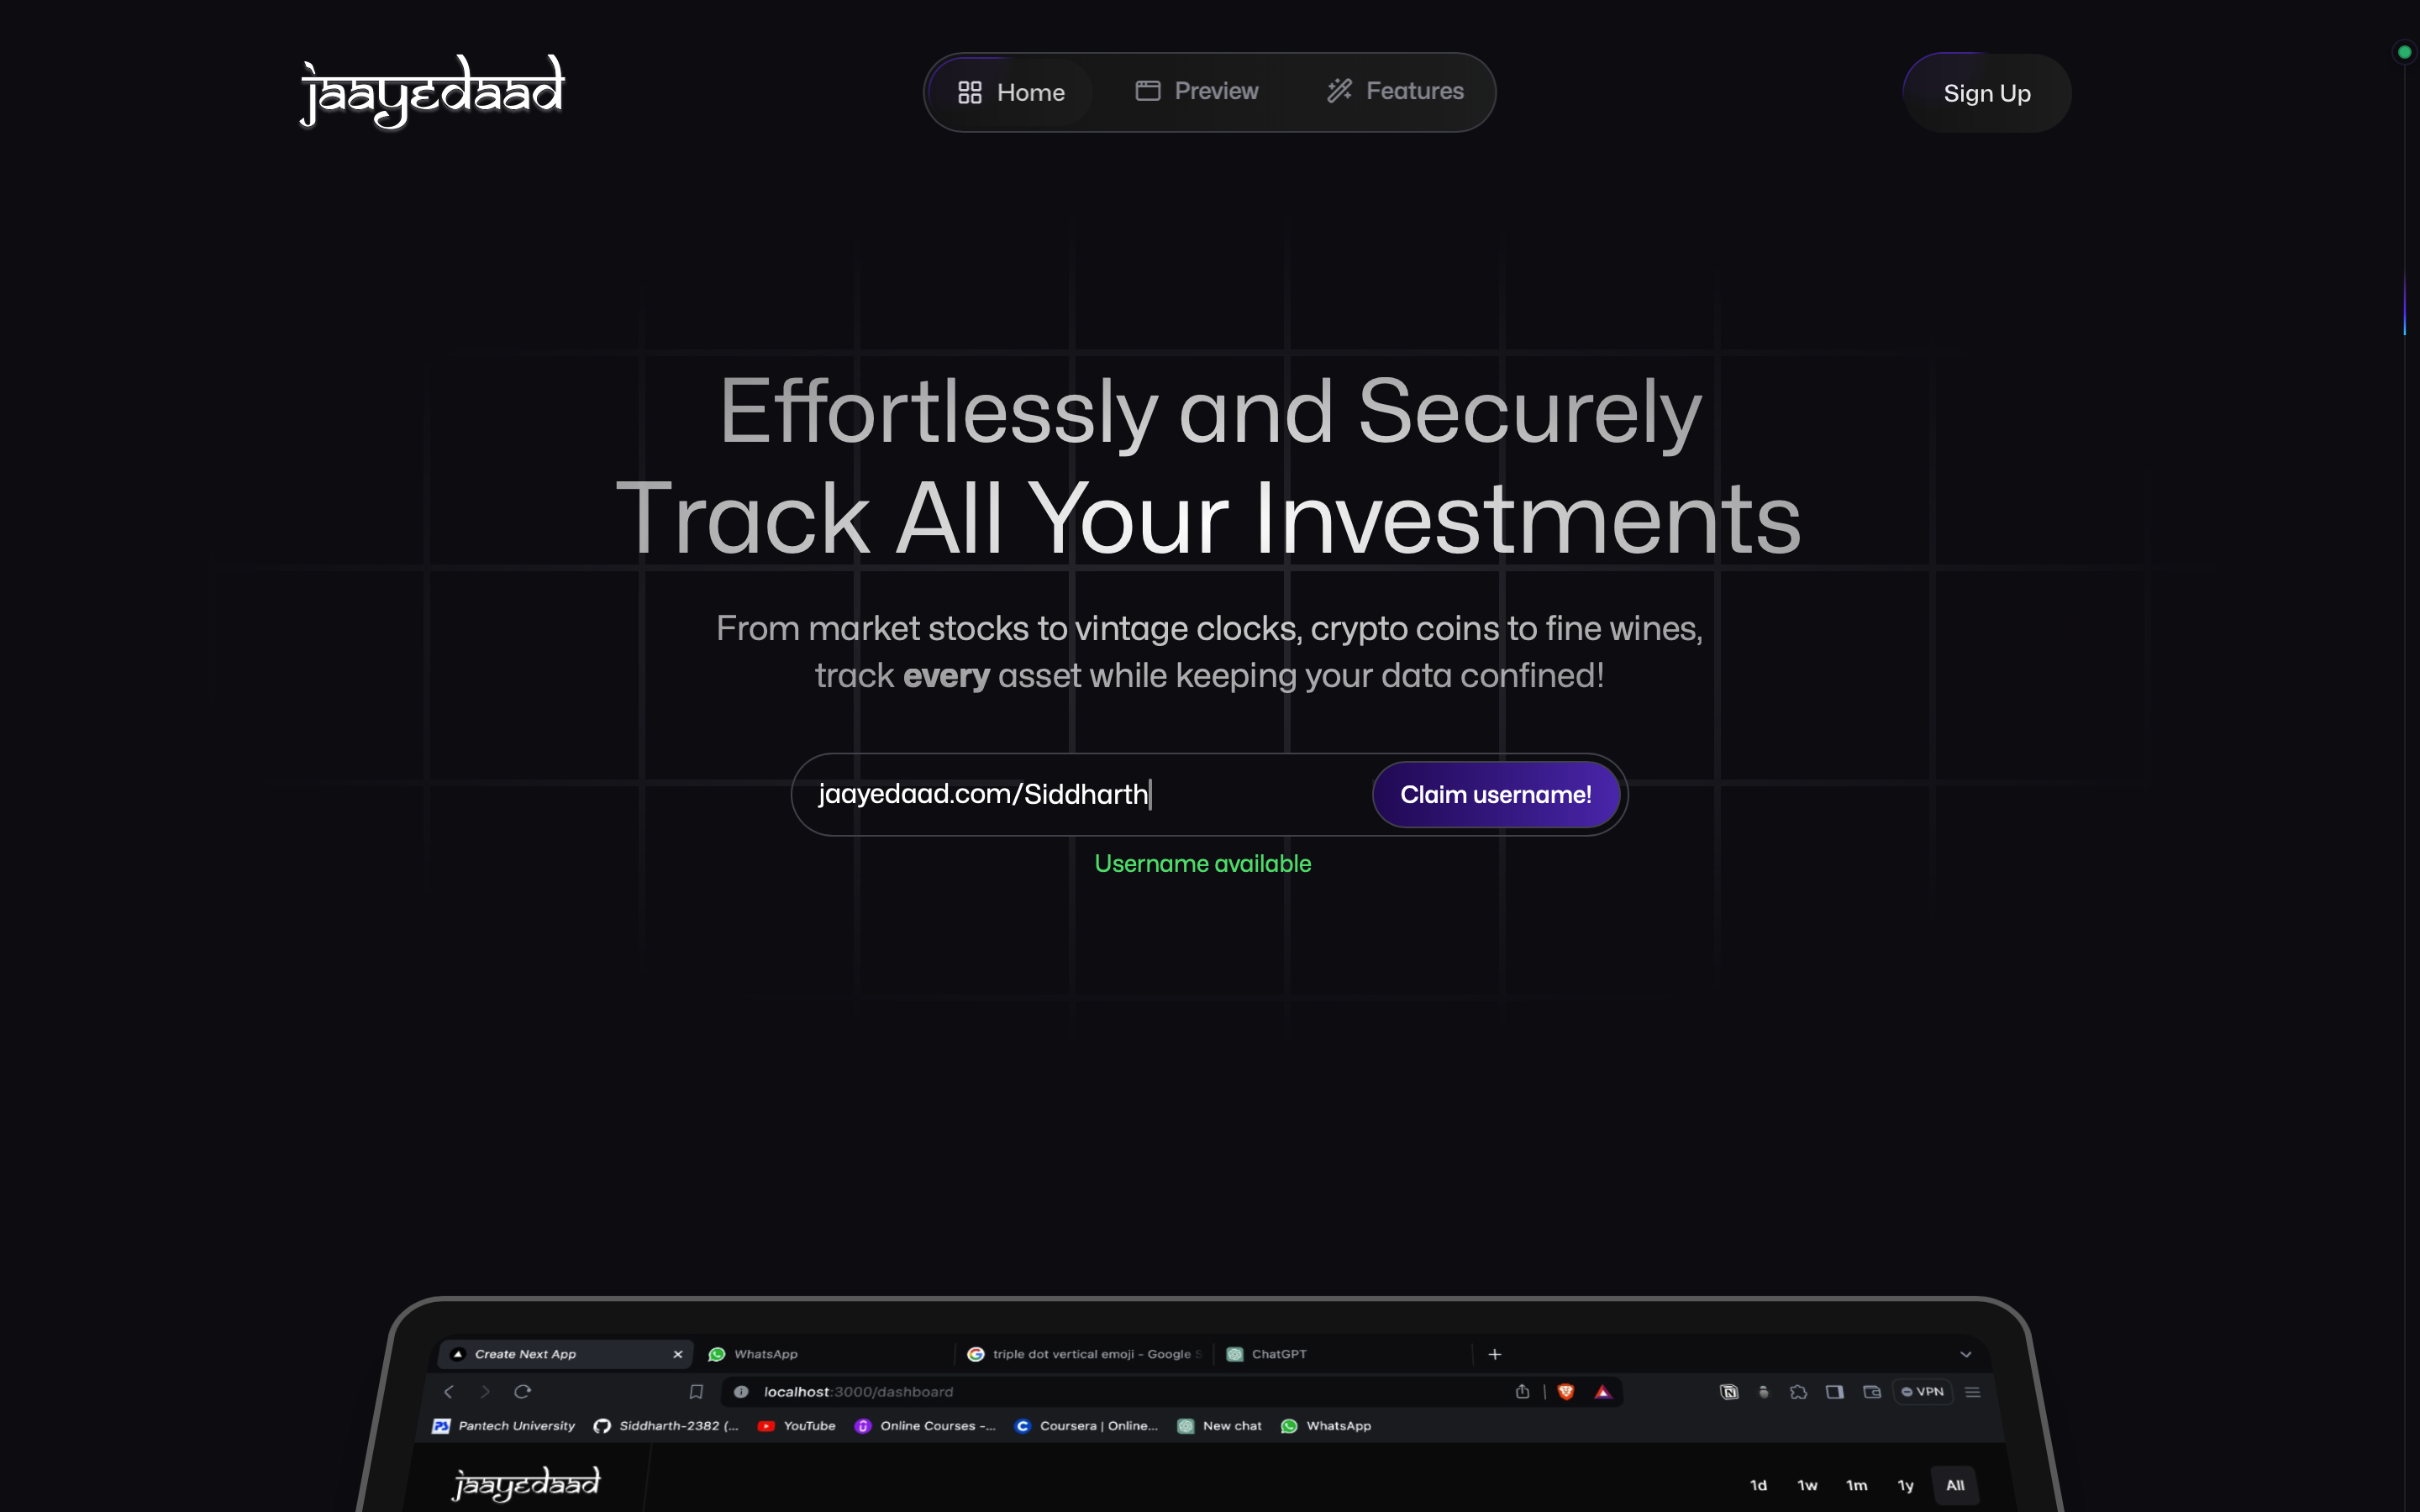 jaayedaad
Home
Preview
Features
Sign Up
Effortlessly and Securely
Track All Your Investments
From market stocks to vintage clocks, crypto coins to fine wines,
track every asset while keeping your data confined!
jaayedaad.com/Siddharth
Claim username!
Username available
Create Next App
WhatsApp
triple dot vertical emoji - Google S
ChatGPT
localhost:3000/dashboard
VPN
Pantech University
Siddharth-2382 (...
YouTube
Online Courses -...
Coursera | Online...
New chat
WhatsApp
jaayedaad
1d 1w 1m 1y All